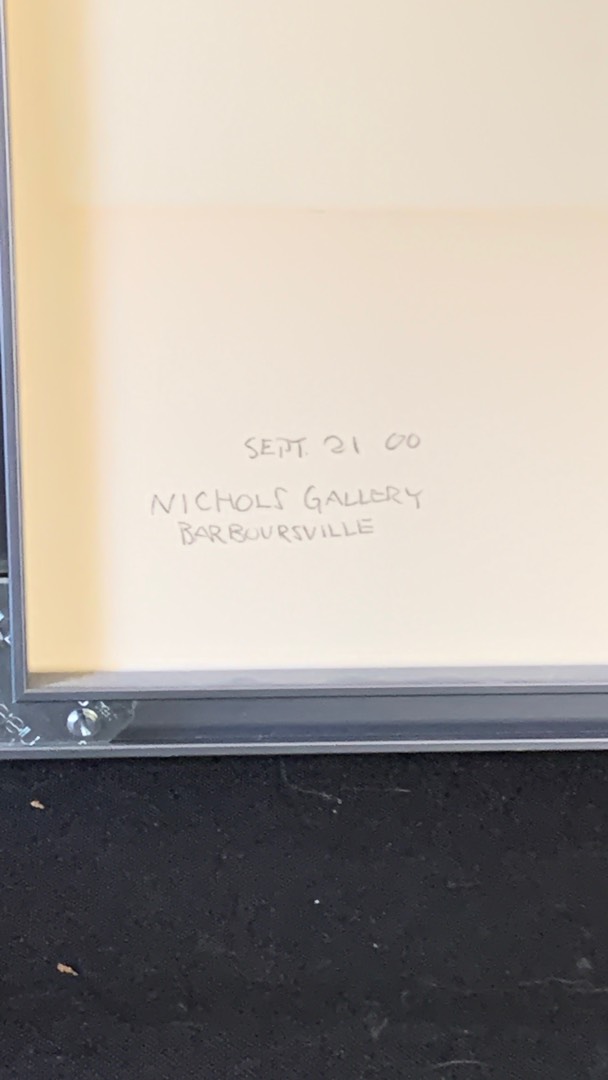 SEPT. 21 00
NICHOLS GALLERY
BARBOURSVILLE